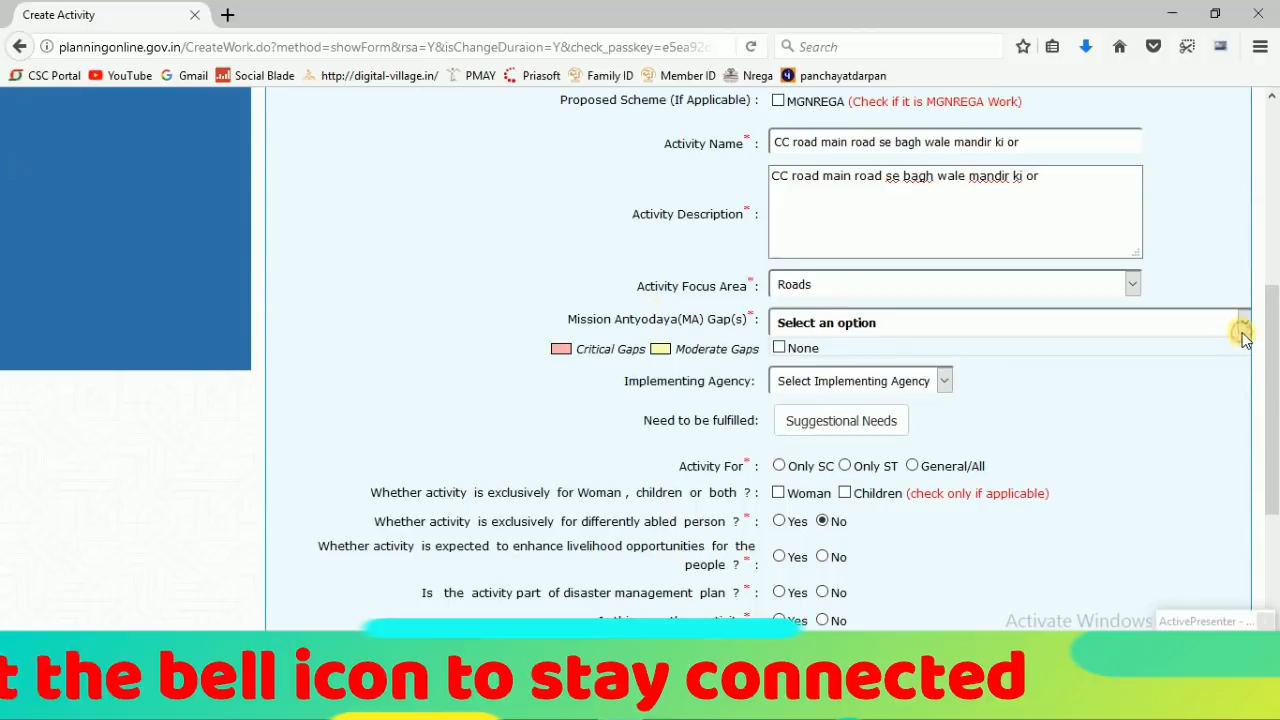 Create Activity
planningonline.gov.in/CreateWork.do?method=showForm&rsa=Y&isChangeDuraion=Y&check_passkey=e5ea92
Search
CSC Portal YouTube Gmail Social Blade http://digital-village.in/ PMAY Priasoft Family ID Member ID Nrega panchayatdarpan
Proposed Scheme (If Applicable) : MGNREGA (Check if it is MGNREGA Work)
Activity Name* : CC road main road se bagh wale mandir ki or
CC road main road se bagh wale mandir ki or
Activity Description* :
Activity Focus Area* : Roads
Mission Antyodaya(MA) Gap(s)* : Select an option
Critical Gaps Moderate Gaps None
Implementing Agency: Select Implementing Agency
Need to be fulfilled: Suggestional Needs
Activity For* : Only SC Only ST General/All
Whether activity is exclusively for Woman , children or both ? : Woman Children (check only if applicable)
Whether activity is exclusively for differently abled person ?* : Yes No
Whether activity is expected to enhance livelihood opportunities for the
people ?* : Yes No
Is the activity part of disaster management plan ?* : Yes No
Yes No
Activate Windows ActivePresenter - ...
t the bell icon to stay connected